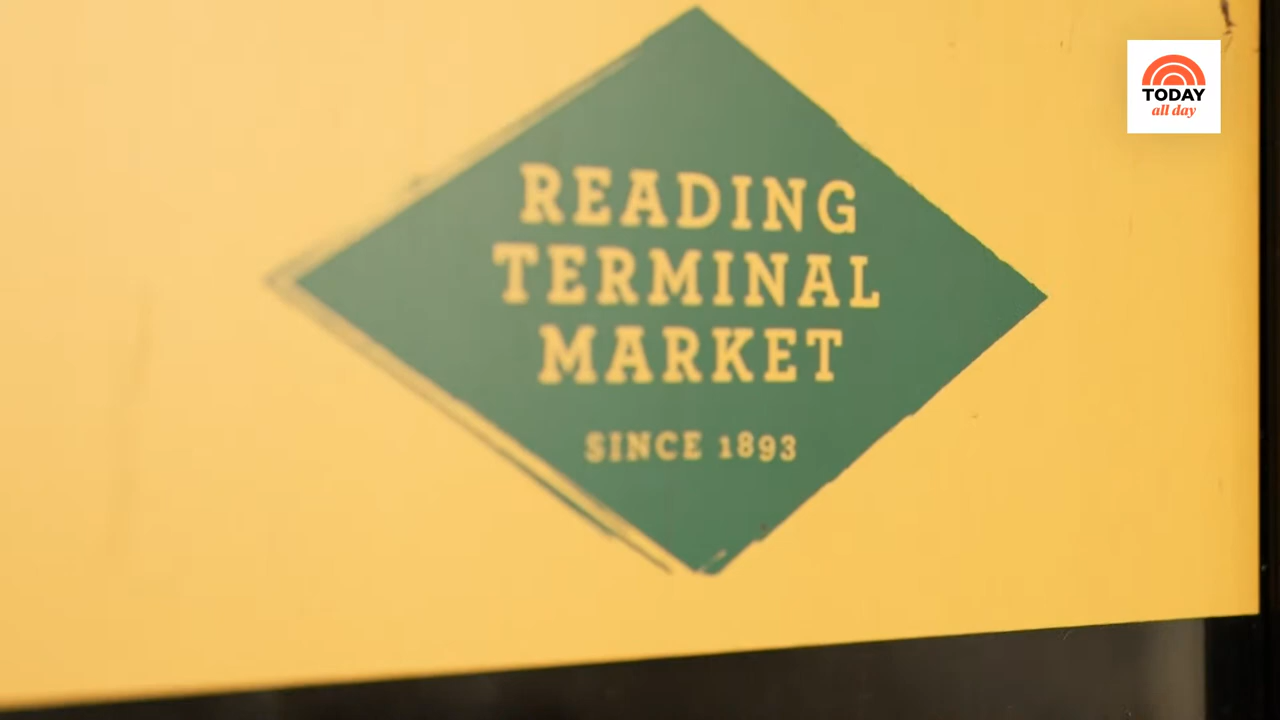 READING
TERMINAL
MARKET
SINCE 1893
TODAY
all day